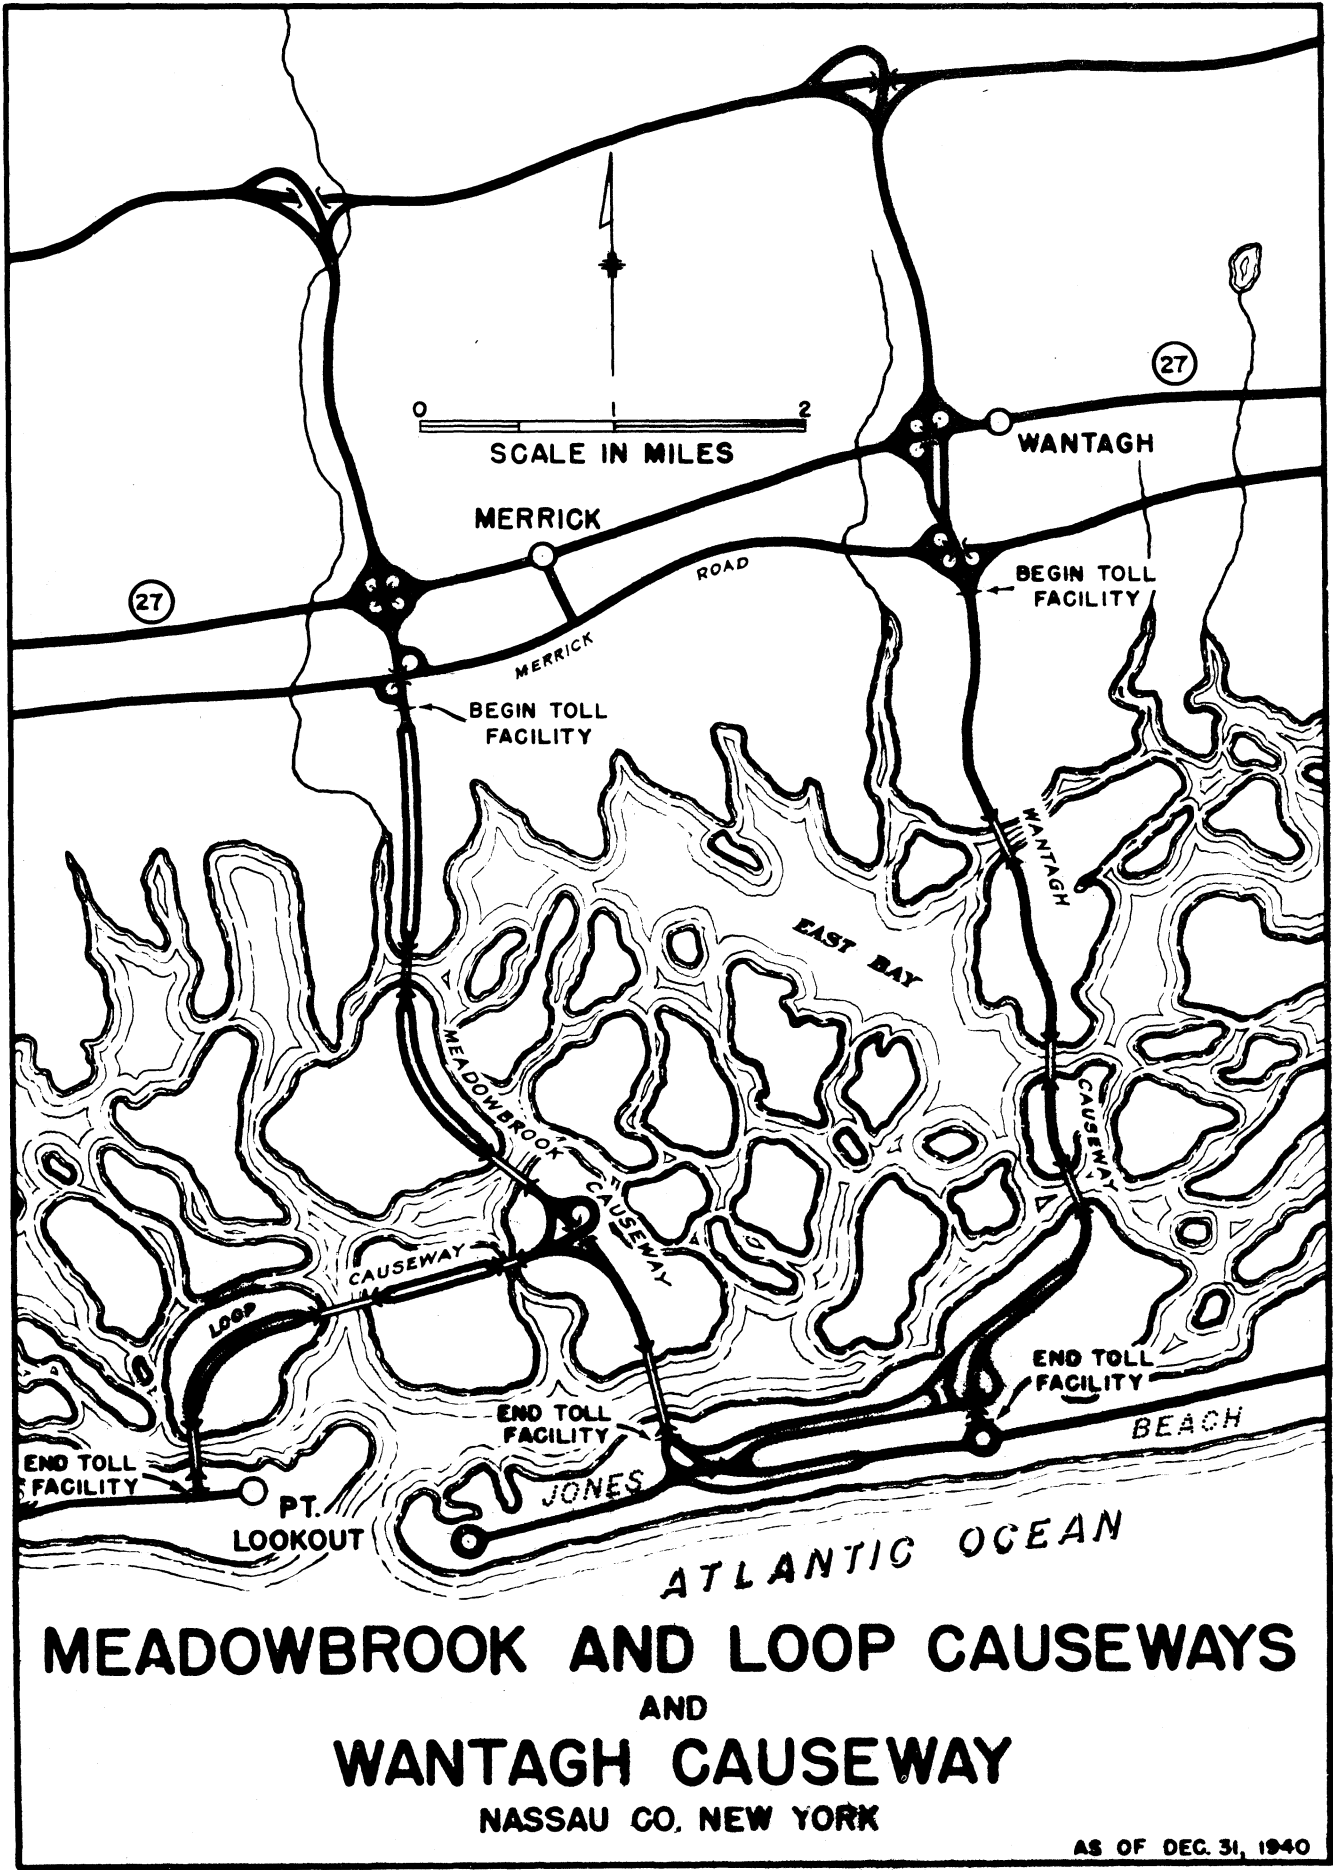 27
0 1 2
SCALE IN MILES
WANTAGH
MERRICK
ROAD
BEGIN TOLL
FACILITY
27
MERRICK
BEGIN TOLL
FACILITY
WANTAGH
EAST BAY
MEADOWBROOK
CAUSEWAY
CAUSEWAY
CAUSEWAY
LOOP
END TOLL
FACILITY
END TOLL
FACILITY
BEACH
END TOLL
FACILITY
JONES
PT.
LOOKOUT
ATLANTIC OCEAN
MEADOWBROOK AND LOOP CAUSEWAYS
AND
WANTAGH CAUSEWAY
NASSAU CO. NEW YORK
AS OF DEC. 31, 1940